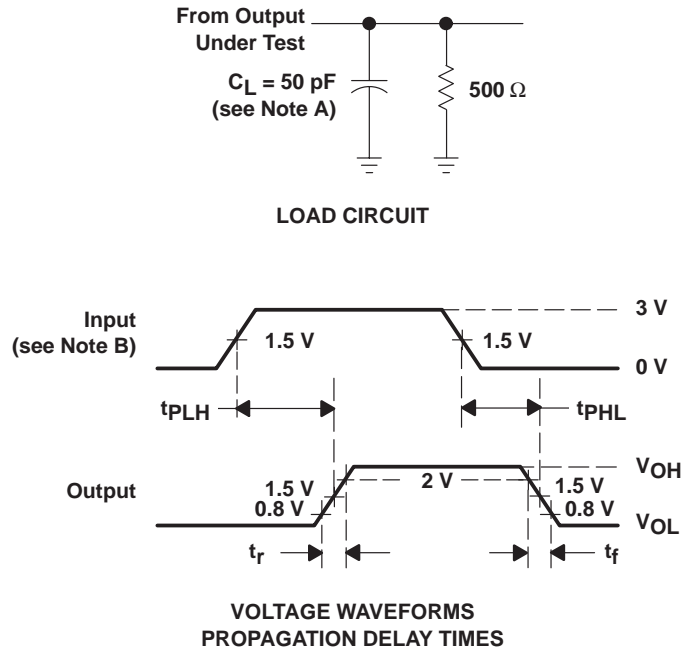 From Output
Under Test
CL = 50 pF
(see Note A)
500 Ω
LOAD CIRCUIT
Input
(see Note B)
1.5 V
1.5 V
3 V
0 V
tPLH
tPHL
Output
1.5 V
0.8 V
2 V
1.5 V
0.8 V
VOH
VOL
tr
tf
VOLTAGE WAVEFORMS
PROPAGATION DELAY TIMES